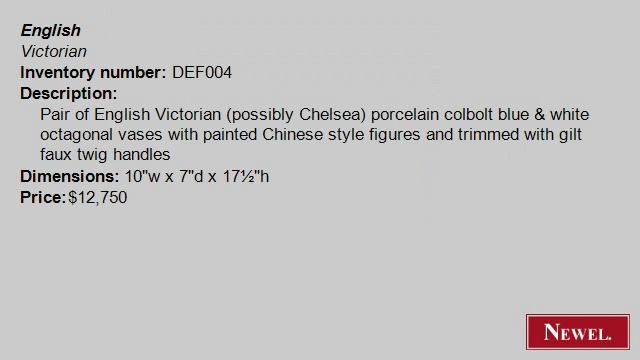 English
Victorian
Inventory number: DEF004
Description:
Pair of English Victorian (possibly Chelsea) porcelain colbolt blue & white
octagonal vases with painted Chinese style figures and trimmed with gilt
faux twig handles
Dimensions: 10"w x 7"d x 17½"h
Price:$12,750
NEWEL.